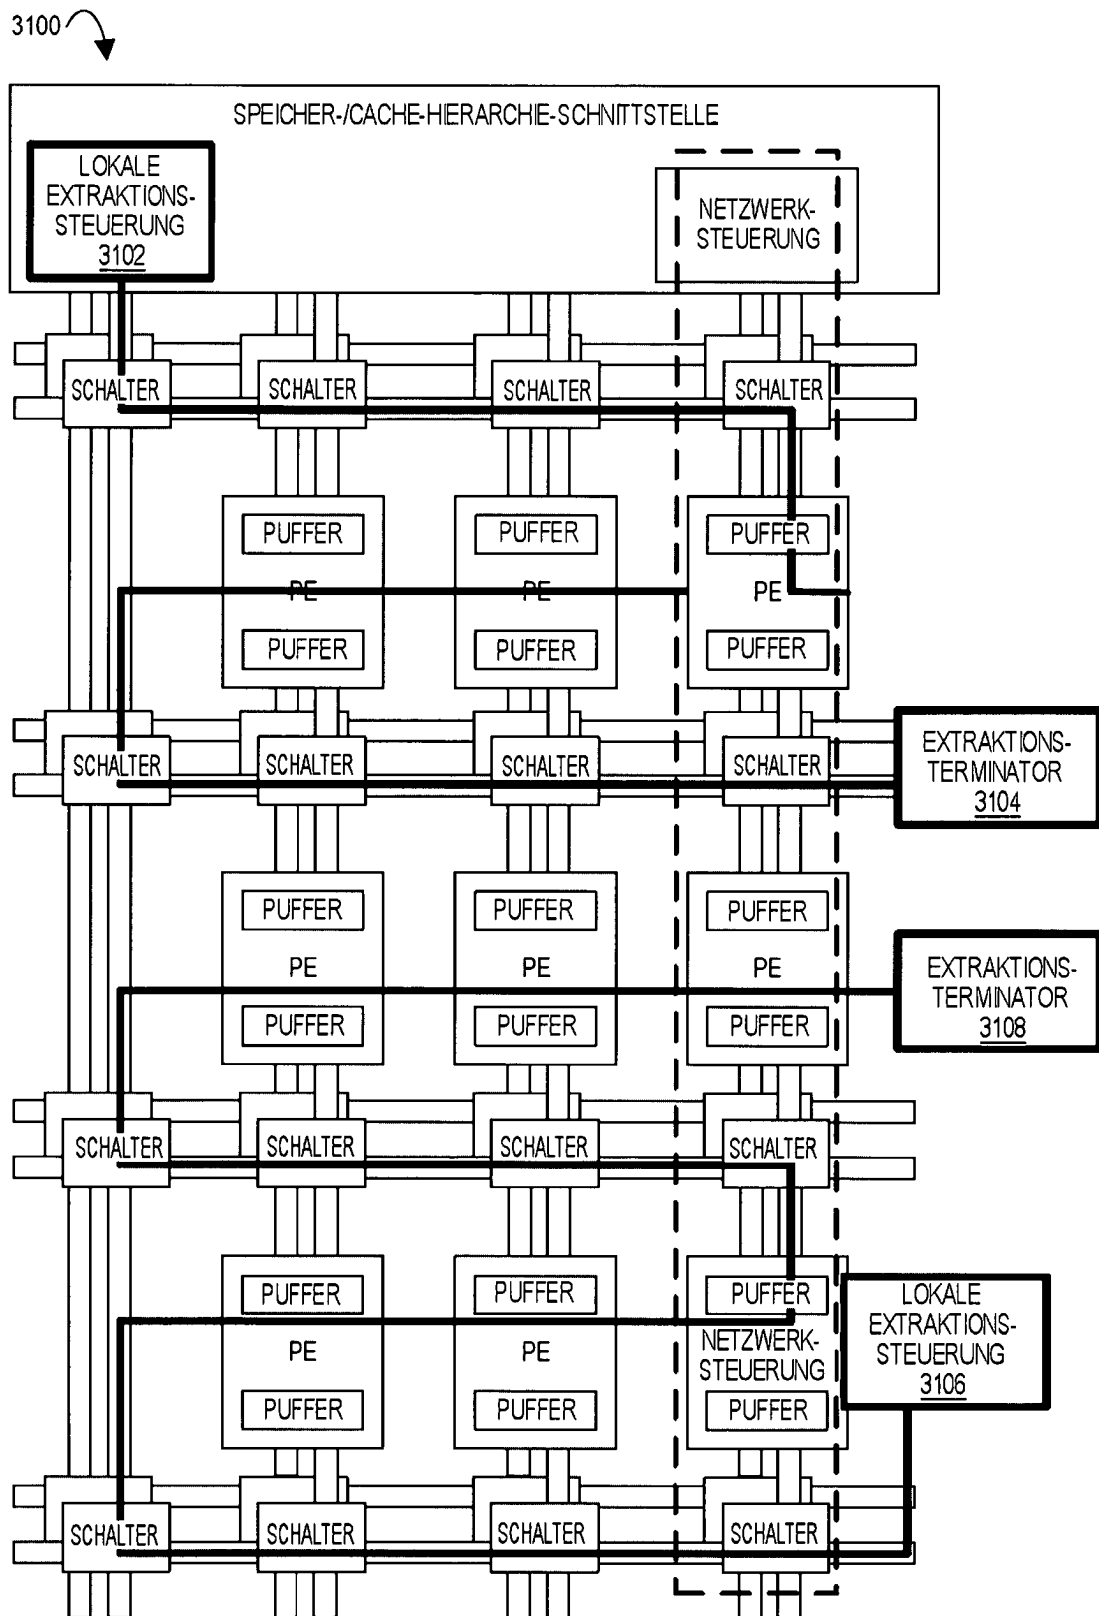 3100
SPEICHER-/CACHE-HIERARCHIE-SCHNITTSTELLE
LOKALE
EXTRAKTIONS-
STEUERUNG
3102
NETZWERK-
STEUERUNG
SCHALTER
SCHALTER
SCHALTER
SCHALTER
PUFFER
PUFFER
PUFFER
PE
PE
PE
PUFFER
PUFFER
PUFFER
SCHALTER
SCHALTER
SCHALTER
SCHALTER
EXTRAKTIONS-
TERMINATOR
3104
PUFFER
PUFFER
PUFFER
PE
PE
PE
PUFFER
PUFFER
PUFFER
EXTRAKTIONS-
TERMINATOR
3108
SCHALTER
SCHALTER
SCHALTER
SCHALTER
PUFFER
PUFFER
PUFFER
LOKALE
EXTRAKTIONS-
STEUERUNG
3106
PE
PE
NETZWERK-
STEUERUNG
PUFFER
PUFFER
PUFFER
SCHALTER
SCHALTER
SCHALTER
SCHALTER